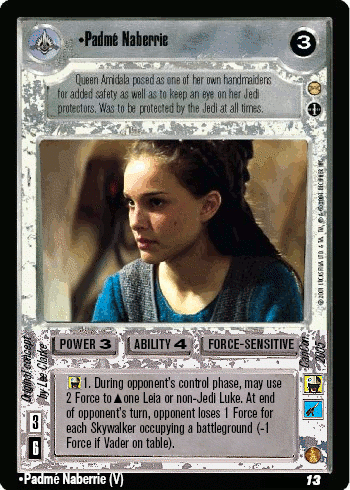 •Padmé Naberrie
3
Queen Amidala posed as one of her own handmaidens
for added safety as well as to keep an eye on her Jedi
protectors. Was to be protected by the Jedi at all times.
POWER 3
ABILITY 4
FORCE-SENSITIVE
1. During opponent's control phase, may use
2 Force to ▲one Leia or non-Jedi Luke. At end
of opponent's turn, opponent loses 1 Force for
each Skywalker occupying a battleground (-1
Force if Vader on table).
3
6
•Padmé Naberrie (V)
13